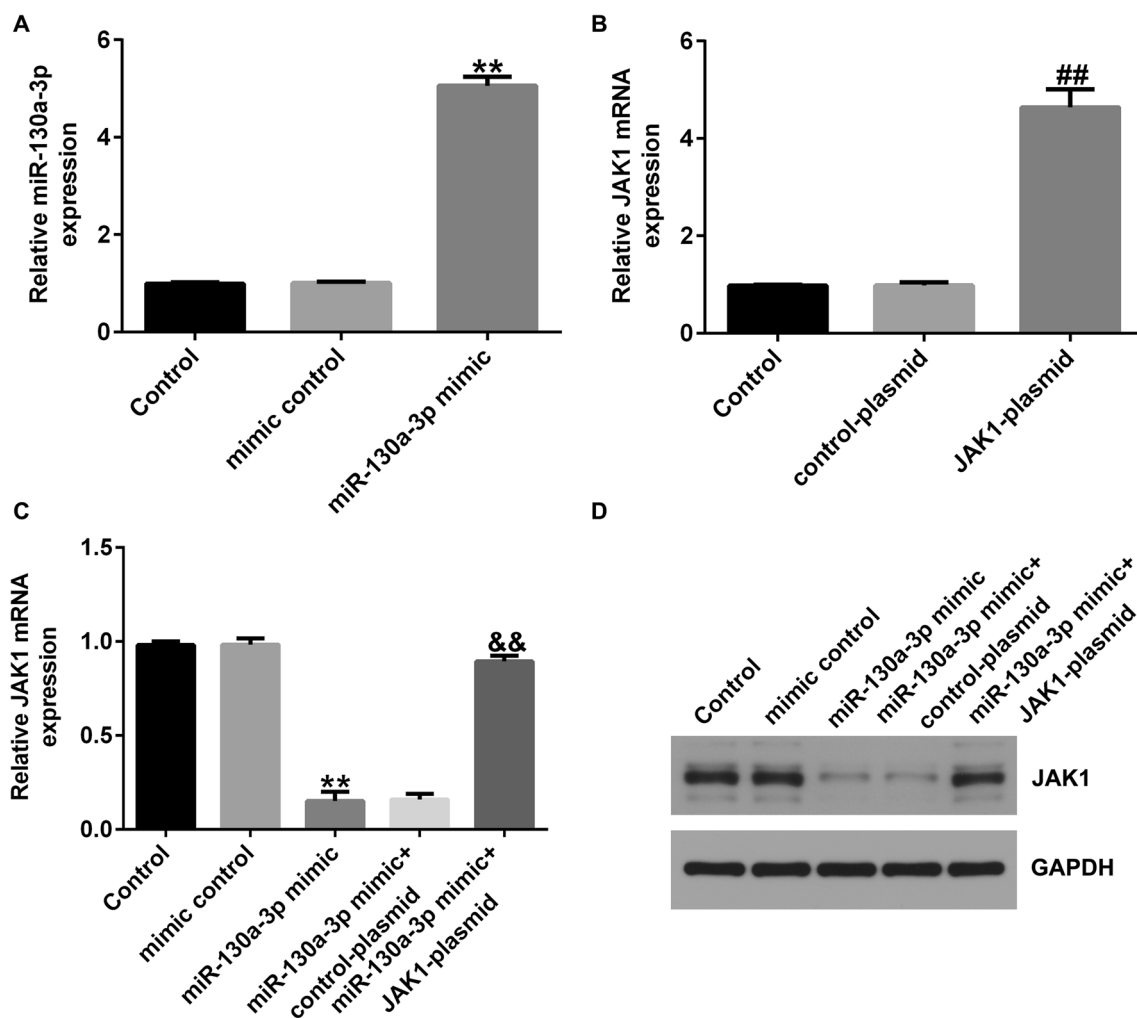 A
Relative miR-130a-3p
expression
6
4
2
0
**
Control
mimic control
miR-130a-3p mimic
B
Relative JAK1 mRNA
expression
6
4
2
0
##
Control
control-plasmid
JAK1-plasmid
C
Relative JAK1 mRNA
expression
1.5
1.0
0.5
0.0
**
&&
Control
mimic control
miR-130a-3p mimic
miR-130a-3p mimic+
control-plasmid
miR-130a-3p mimic+
JAK1-plasmid
D
Control
mimic control
miR-130a-3p mimic
miR-130a-3p mimic+
control-plasmid
miR-130a-3p mimic+
JAK1-plasmid
JAK1
GAPDH